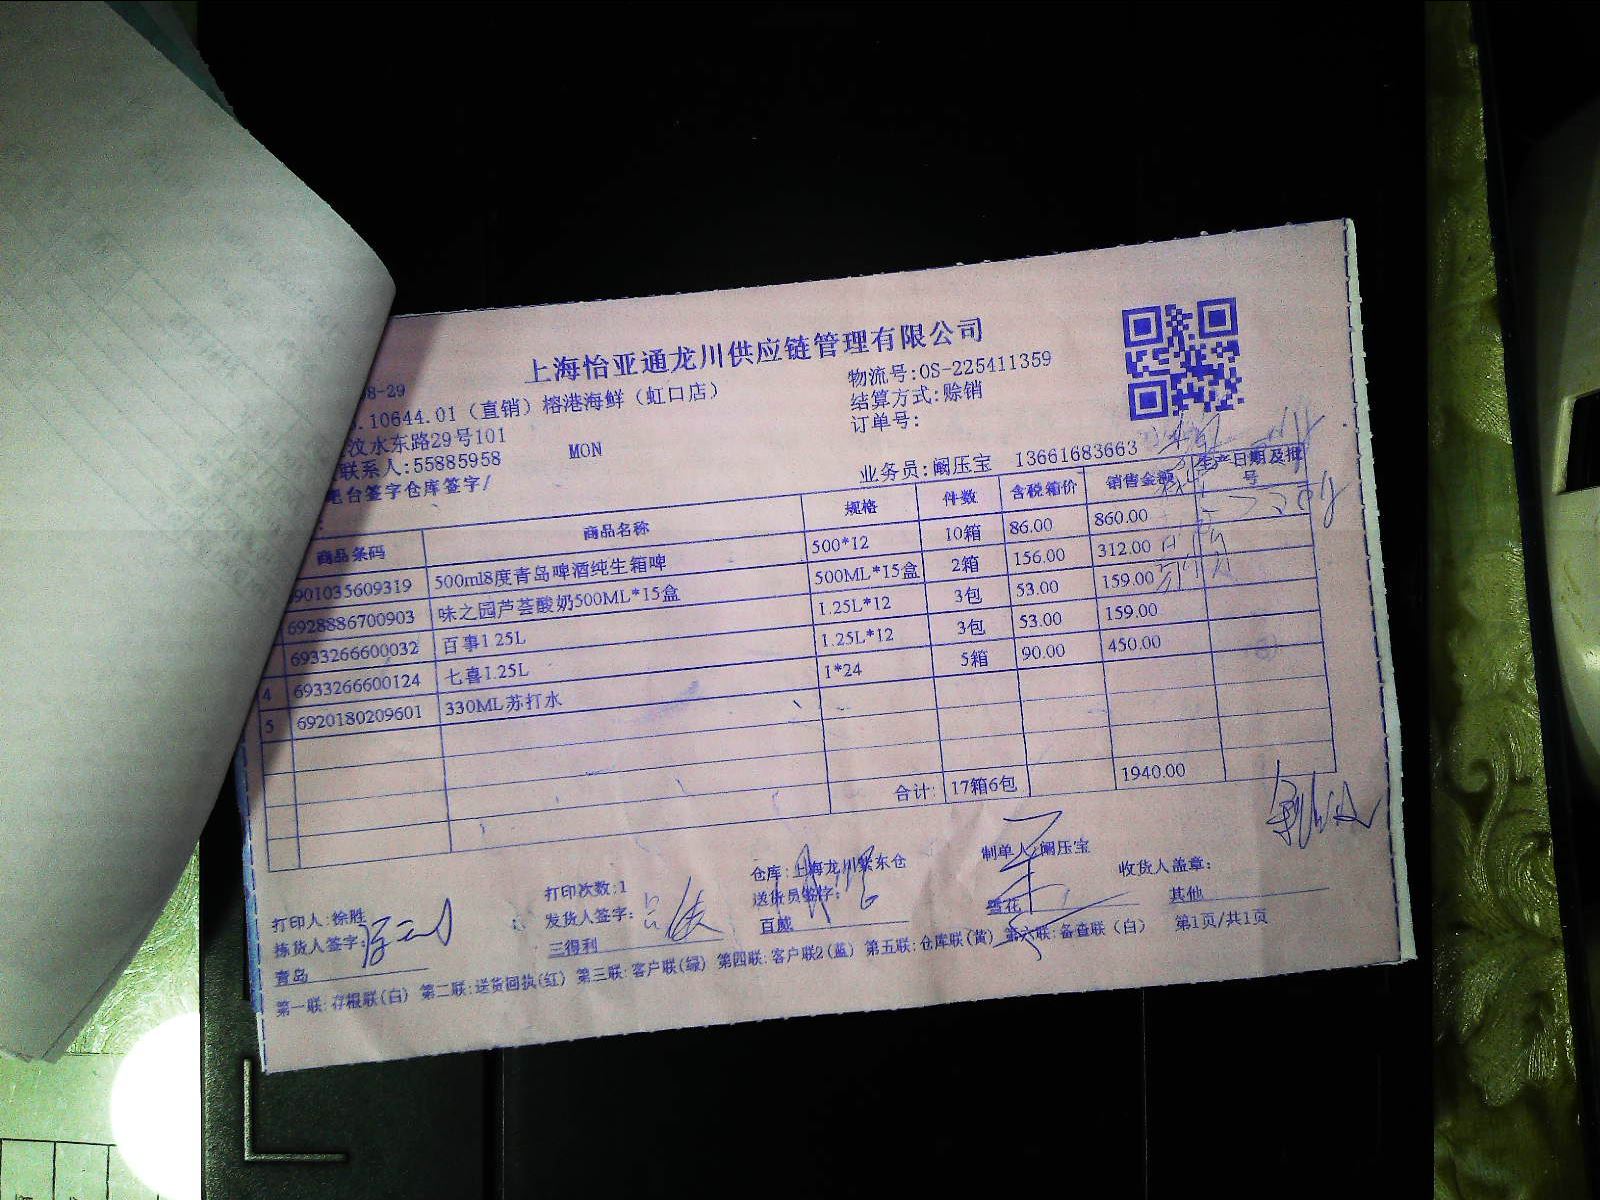 上海怡亚通龙川供应链管理有限公司
08-29
物流号:OS-225411359
.10644.01（直销）榕港海鲜（虹口店）
结算方式:赊销
汶水东路29号101
订单号:
联系人:55885958
MON
业务员:阚压宝 13661683663
台签字仓库签字/
商品条码 商品名称 规格 件数 含税箱价 销售金额 生产日期及批号
901035609319 500ml8度青岛啤酒纯生箱啤 500*12 10箱 86.00 860.00
6928886700903 味之园芦荟酸奶500ML*15盒 500ML*15盒 2箱 156.00 312.00
6933266600032 百事1.25L 1.25L*12 3包 53.00 159.00
4 6933266600124 七喜1.25L 1.25L*12 3包 53.00 159.00
5 6920180209601 330ML苏打水 1*24 5箱 90.00 450.00
合计: 17箱6包 1940.00
打印人:徐胜 打印次数:1 仓库:上海龙川紫东仓 制单人:阚压宝 收货人盖章:
拣货人签字: 发货人签字: 送货员签字:
青岛 三得利 百威 雪花 其他
第一联:存根联(白) 第二联:送货回执(红) 第三联:客户联(绿) 第四联:客户联2(蓝) 第五联:仓库联(黄) 第六联:备查联(白) 第1页/共1页